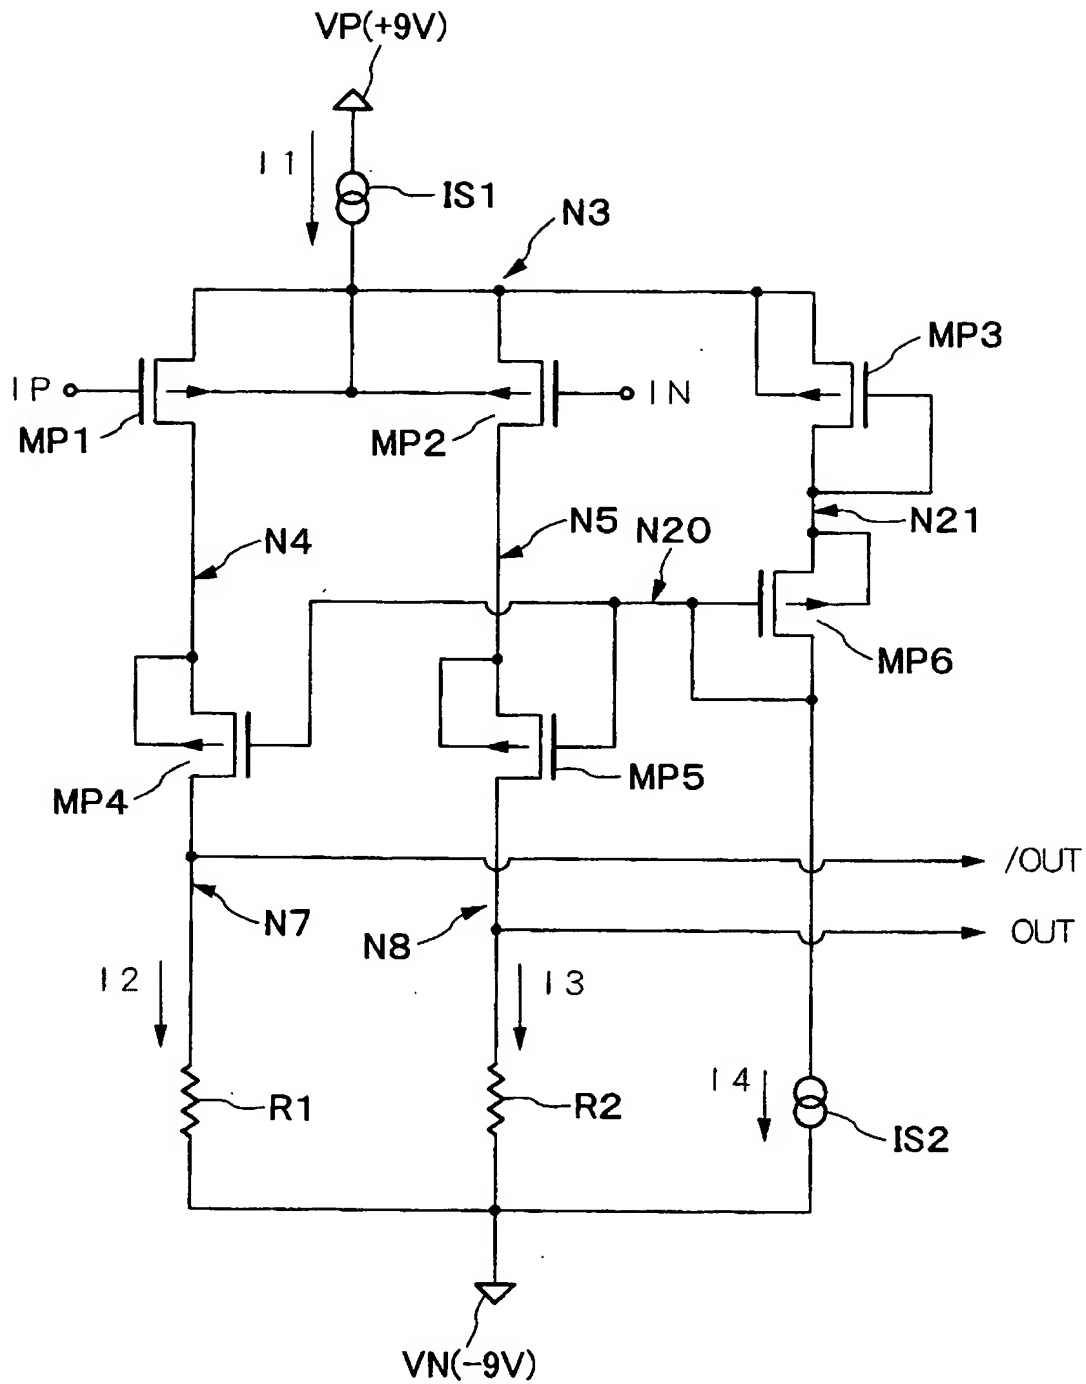 VP(+9V)
I1
IS1
N3
MP3
IP
IN
MP1
MP2
N4
N5
N20
N21
MP6
MP4
MP5
/OUT
N7
N8
OUT
I2
I3
I4
R1
R2
IS2
VN(-9V)